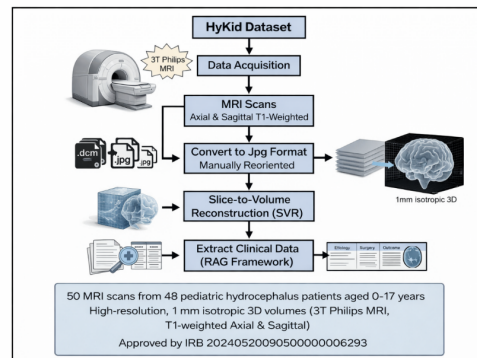 HyKid Dataset
3T Philips
MRI
Data Acquisition
MRI Scans
Axial & Sagittal T1-Weighted
.dcm
.jpg
.jpg
Convert to Jpg Format
Manually Reoriented
1mm isotropic 3D
Slice-to-Volume
Reconstruction (SVR)
Extract Clinical Data
(RAG Framework)
Etiology Surgery Outcome
50 MRI scans from 48 pediatric hydrocephalus patients aged 0-17 years
High-resolution, 1 mm isotropic 3D volumes (3T Philips MRI,
T1-weighted Axial & Sagittal)
Approved by IRB 20240520090500000006293